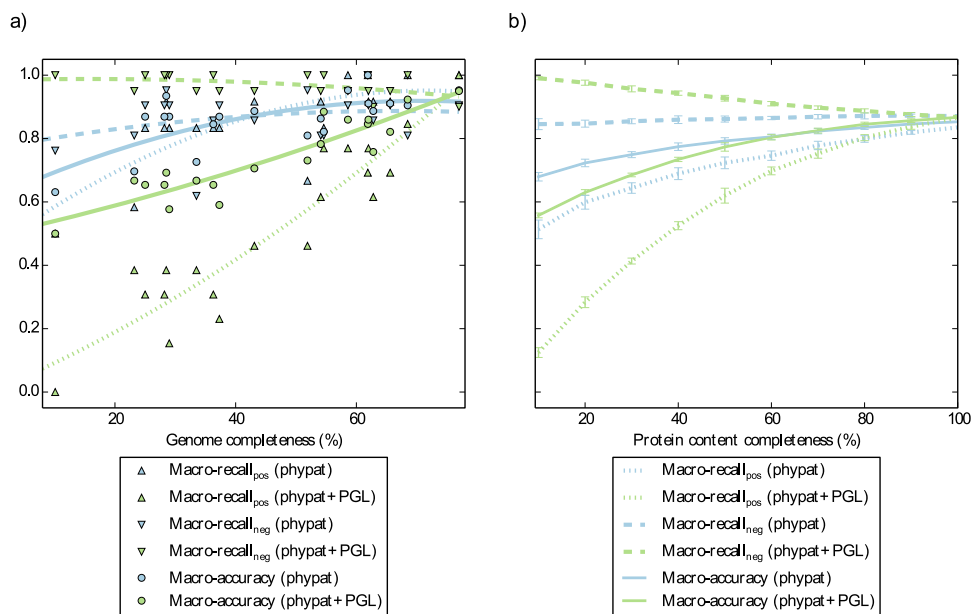 a)
b)
1.0
0.8
0.6
0.4
0.2
0.0
20 40 60
Genome completeness (%)
20 40 60 80 100
Protein content completeness (%)
Macro-recallpos (phypat)
Macro-recallpos (phypat+PGL)
Macro-recallneg (phypat)
Macro-recallneg (phypat+PGL)
Macro-accuracy (phypat)
Macro-accuracy (phypat+PGL)
Macro-recallpos (phypat)
Macro-recallpos (phypat+PGL)
Macro-recallneg (phypat)
Macro-recallneg (phypat+PGL)
Macro-accuracy (phypat)
Macro-accuracy (phypat+PGL)